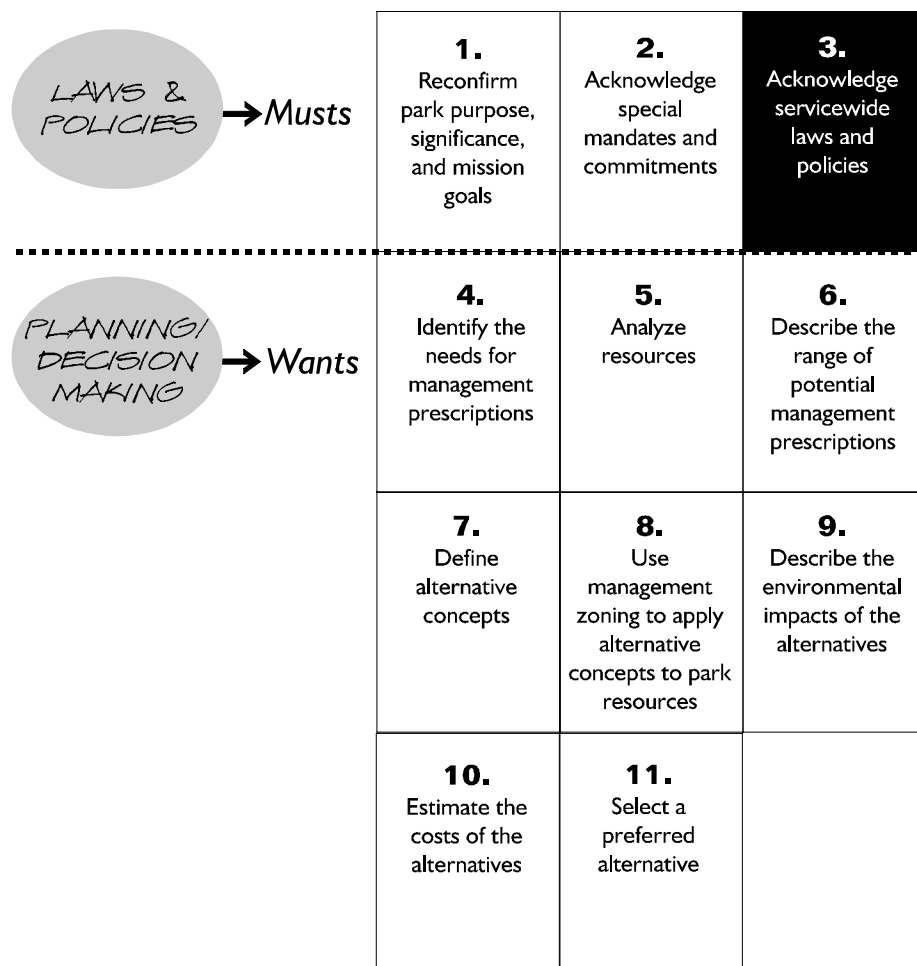 LAWS &
POLICIES
Musts
1.
Reconfirm
park purpose,
significance,
and mission
goals
2.
Acknowledge
special
mandates and
commitments
3.
Acknowledge
servicewide
laws and
policies
PLANNING/
DECISION
MAKING
Wants
4.
Identify the
needs for
management
prescriptions
5.
Analyze
resources
6.
Describe the
range of
potential
management
prescriptions
7.
Define
alternative
concepts
8.
Use
management
zoning to apply
alternative
concepts to park
resources
9.
Describe the
environmental
impacts of the
alternatives
10.
Estimate the
costs of the
alternatives
11.
Select a
preferred
alternative